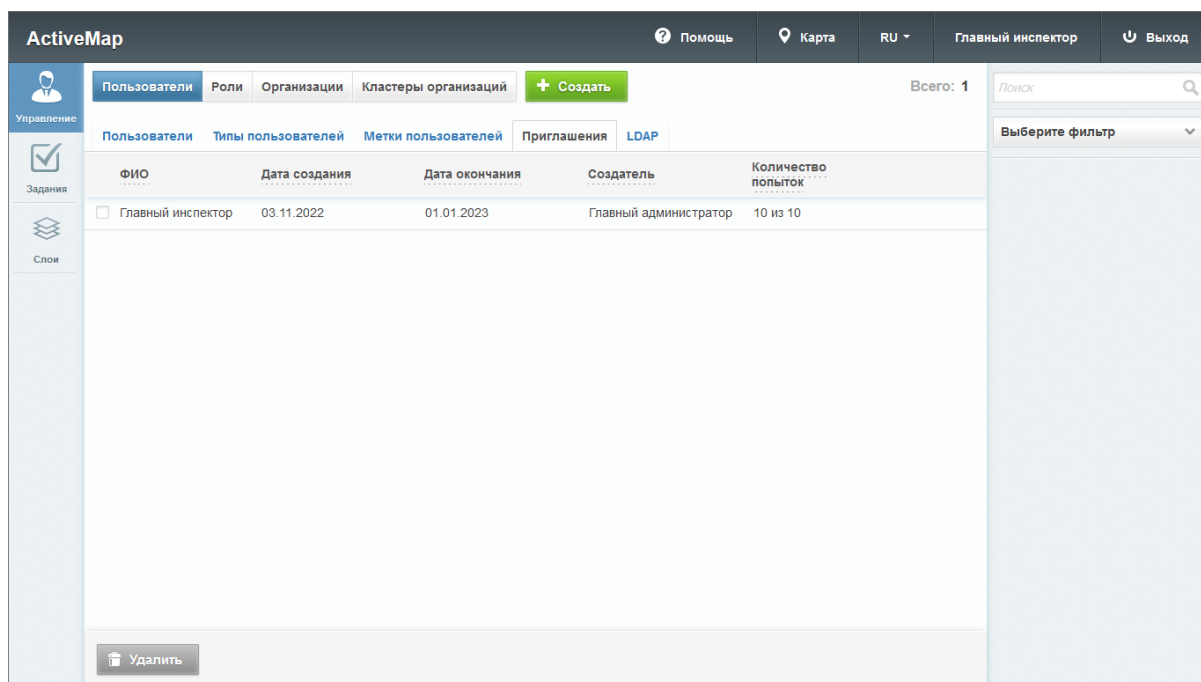 ActiveMap
Помощь
Карта
RU
Главный инспектор
Выход
Управление
Задания
Слои
Пользователи Роли Организации Кластеры организаций
Создать
Всего: 1
Пользователи Типы пользователей Метки пользователей Приглашения LDAP
ФИО Дата создания Дата окончания Создатель Количество
попыток
Главный инспектор 03.11.2022 01.01.2023 Главный администратор 10 из 10
Удалить
Поиск
Выберите фильтр